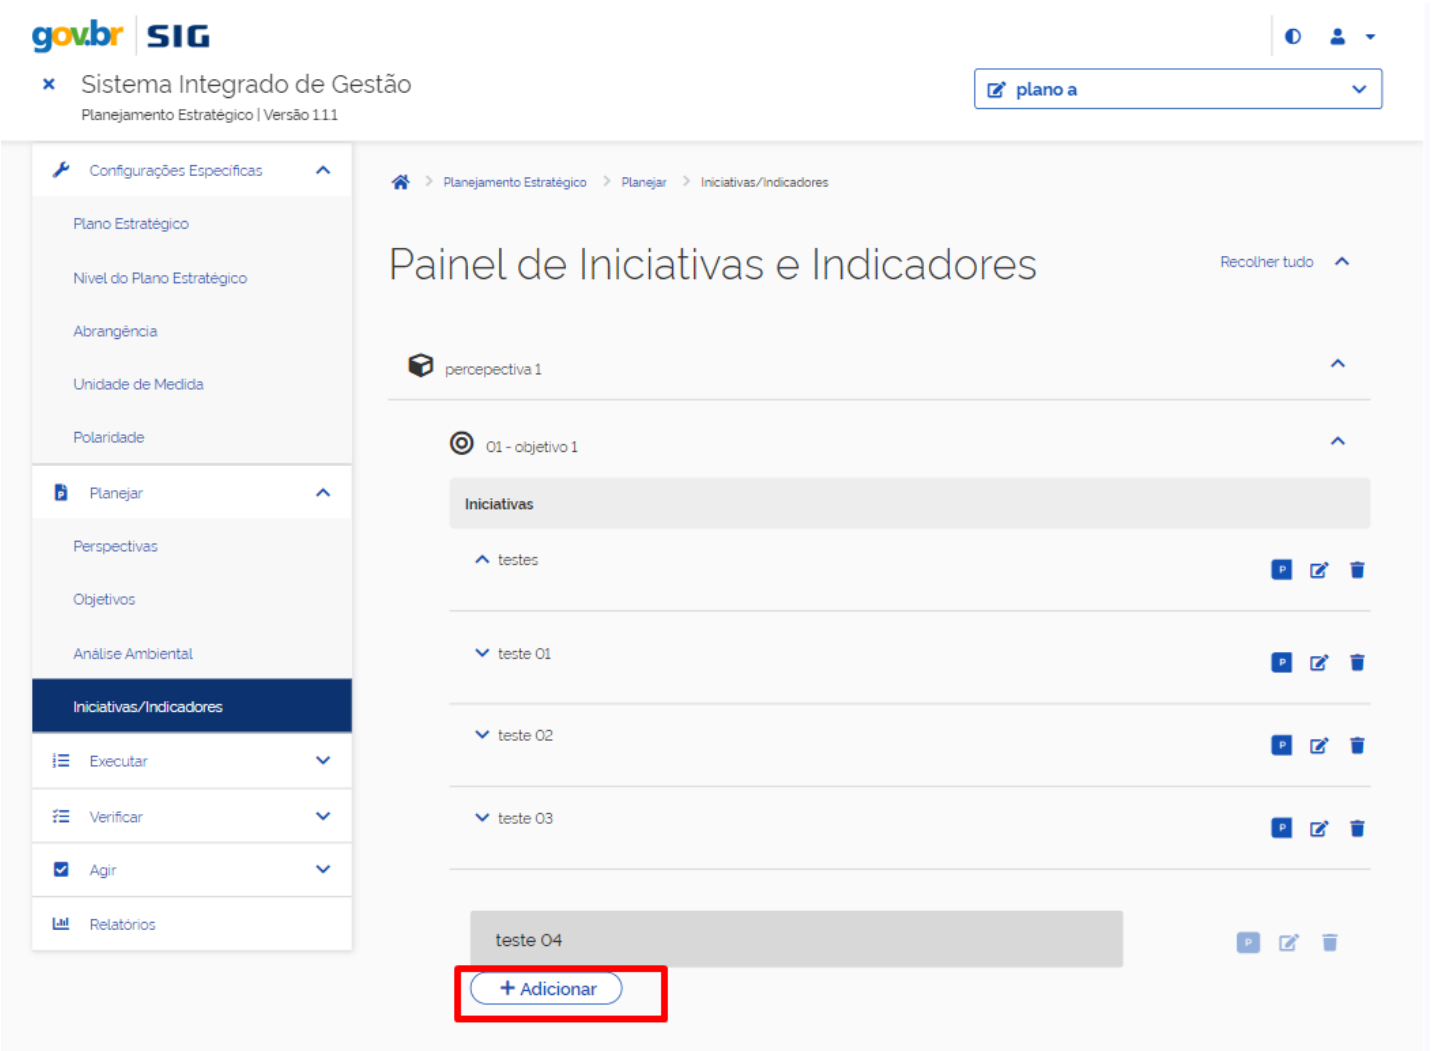 gov.br SIG
Sistema Integrado de Gestão
Planejamento Estratégico | Versão 1.1.1
plano a
Configurações Específicas
Plano Estratégico
Nível do Plano Estratégico
Abrangência
Unidade de Medida
Polaridade
Planejar
Perspectivas
Objetivos
Análise Ambiental
Iniciativas/Indicadores
Executar
Verificar
Agir
Relatórios
Planejamento Estratégico > Planejar > Iniciativas/Indicadores
Painel de Iniciativas e Indicadores
Recolher tudo
percepectiva 1
01 - objetivo 1
Iniciativas
testes
P
teste 01
P
teste 02
P
teste 03
P
teste 04
P
+ Adicionar